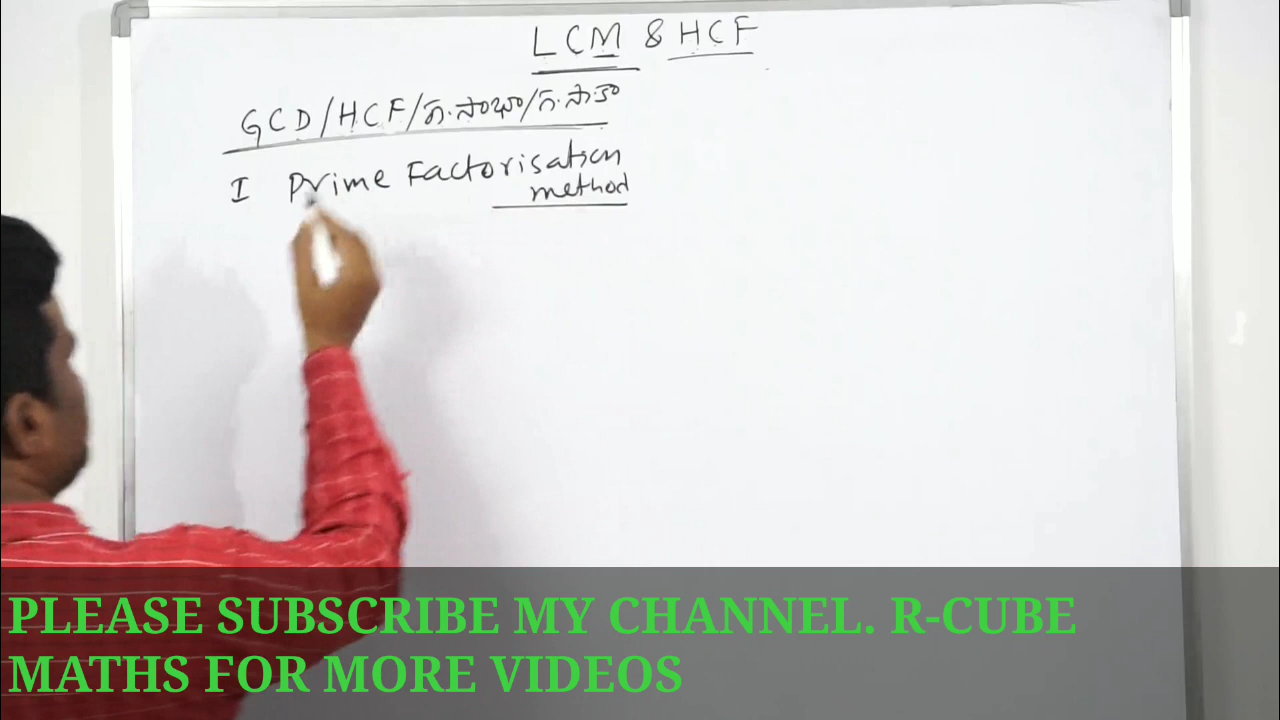 LCM & HCF
GCD/HCF/గ.సాభా/గ.సా.కా
I Prime Factorisation
method
PLEASE SUBSCRIBE MY CHANNEL. R-CUBE
MATHS FOR MORE VIDEOS